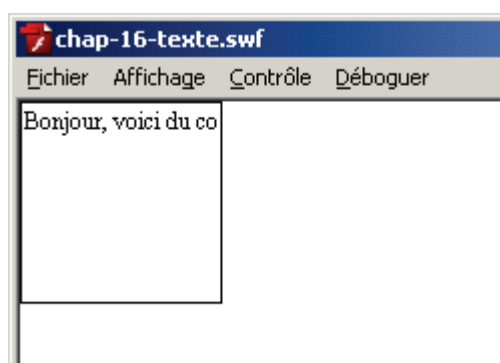 chap-16-texte.swf
Fichier Affichage Contrôle Déboguer
Bonjour, voici du co